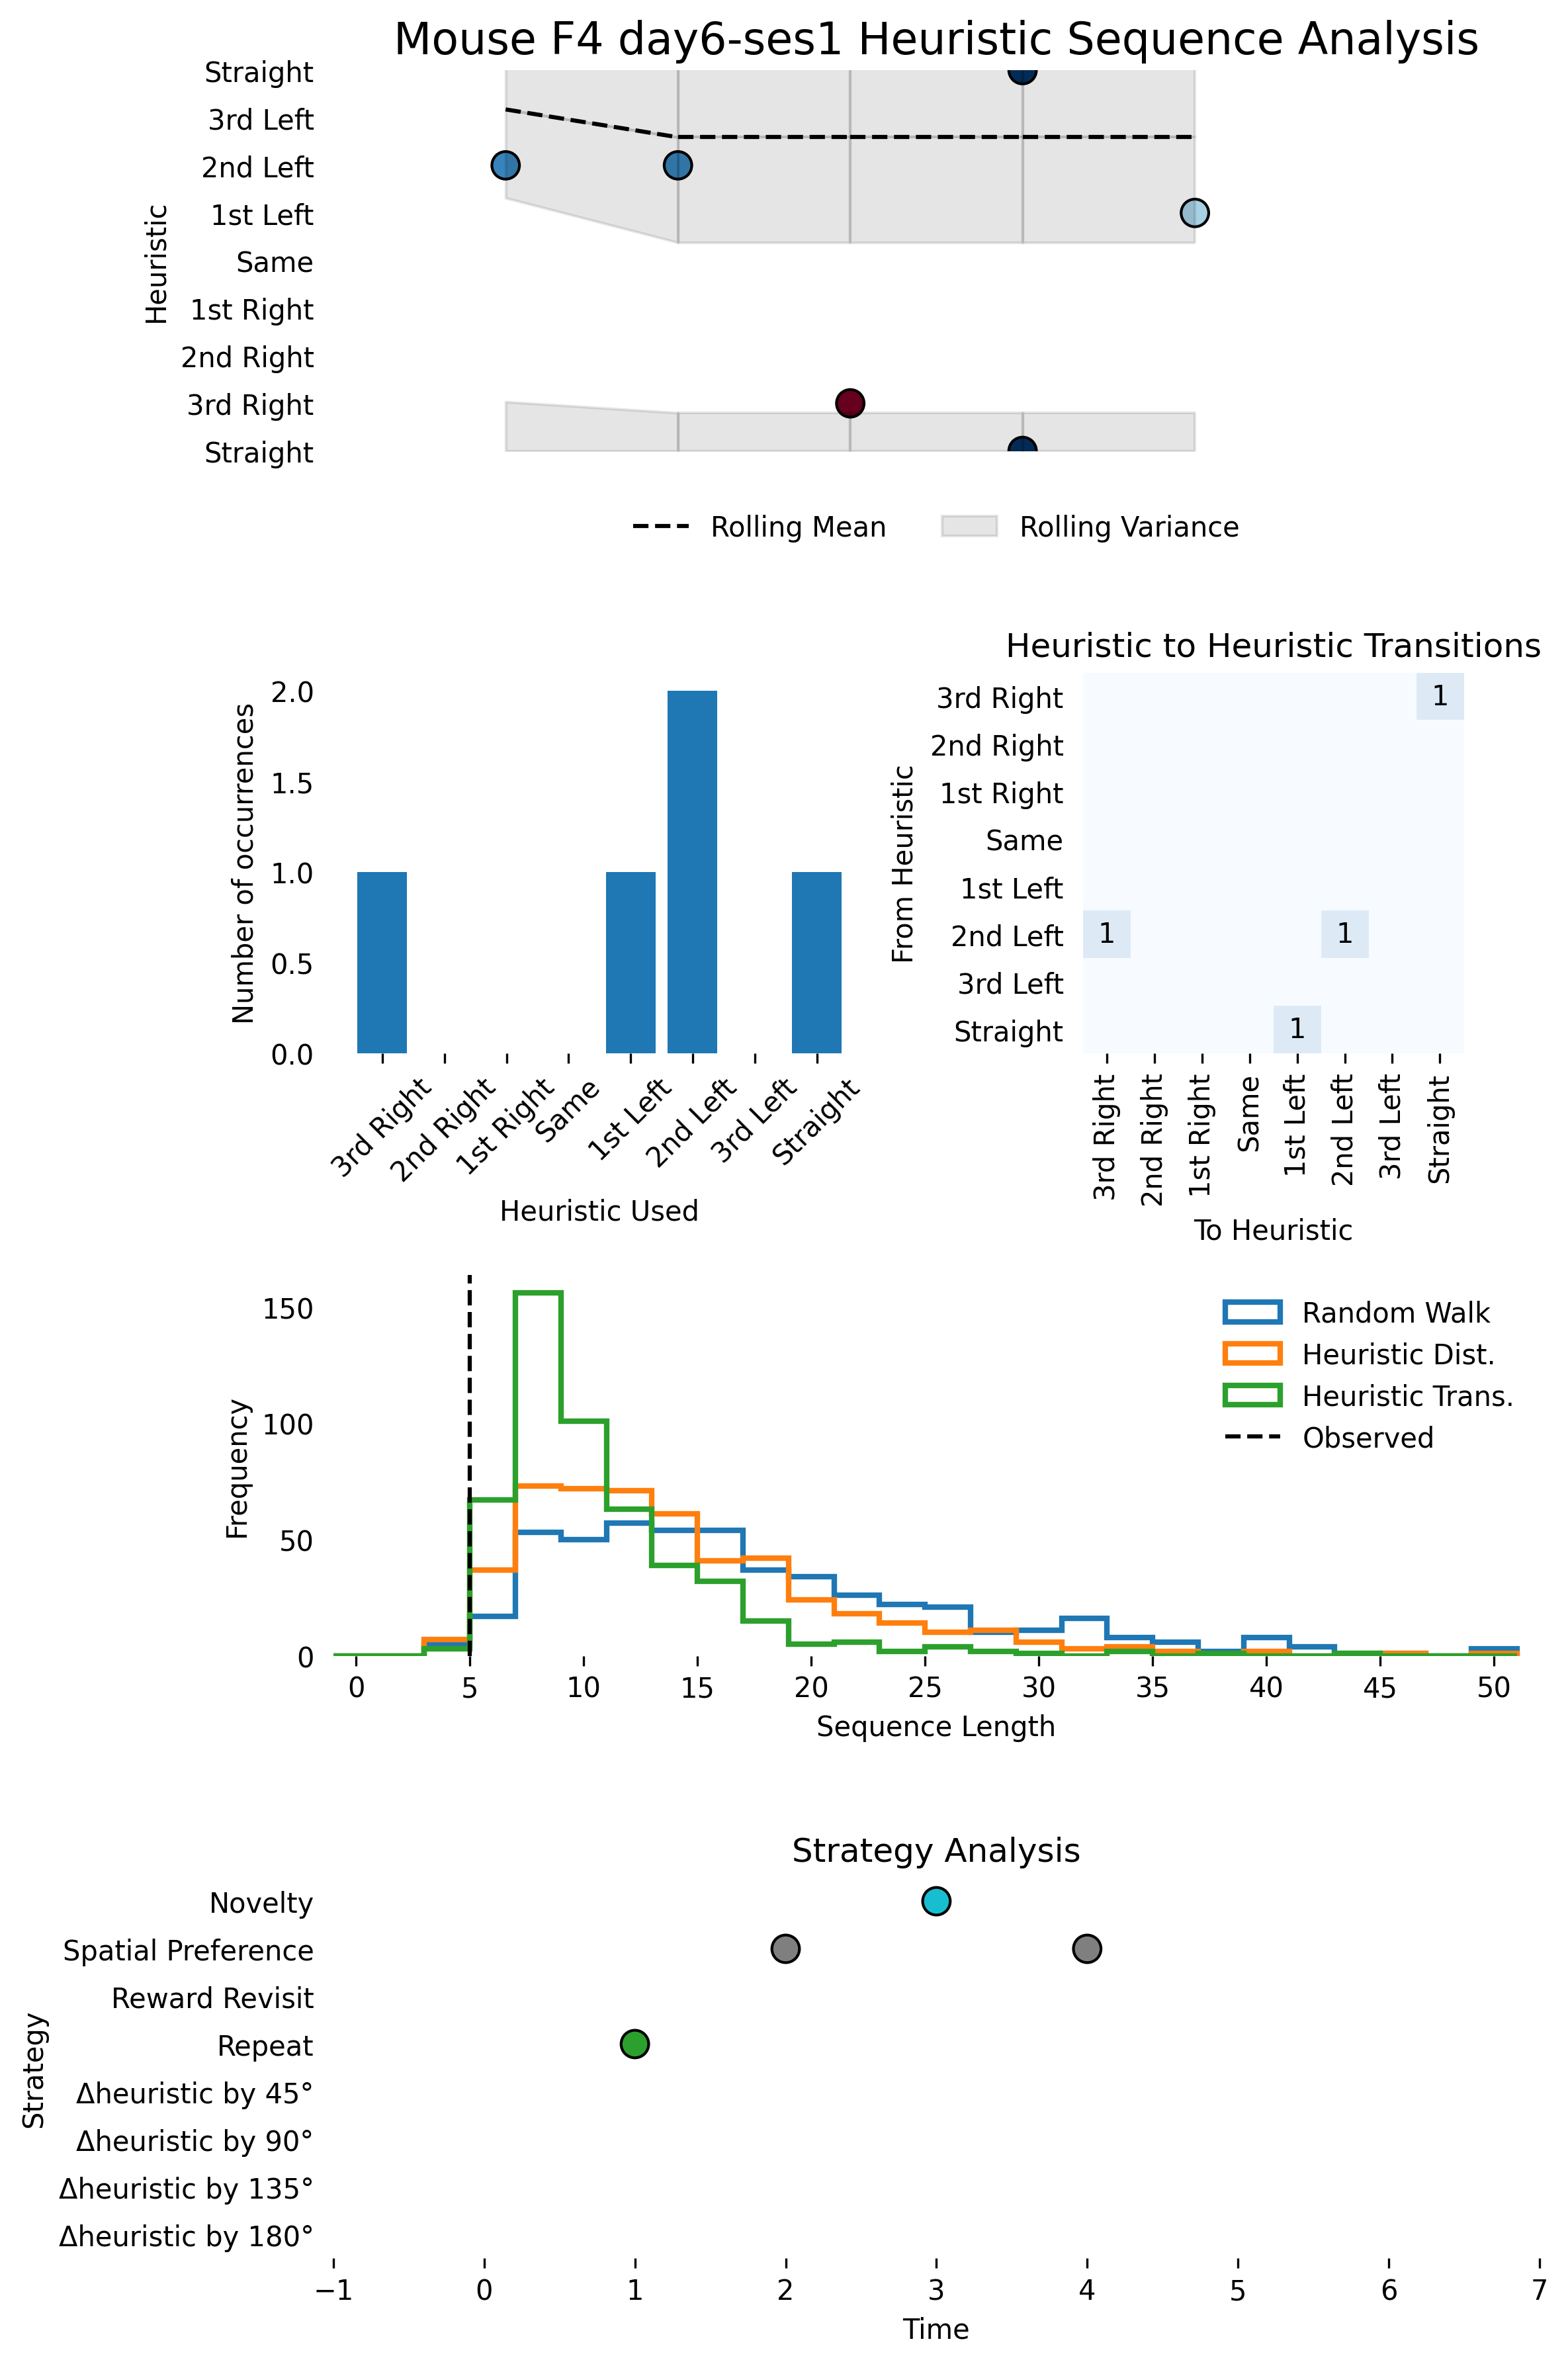 Mouse F4 day6-ses1 Heuristic Sequence Analysis
Straight
3rd Left
2nd Left
1st Left
Same
1st Right
2nd Right
3rd Right
Straight
Heuristic
Rolling Mean
Rolling Variance
Number of occurrences
2.0
1.5
1.0
0.5
0.0
3rd Right
2nd Right
1st Right
Same
1st Left
2nd Left
3rd Left
Straight
Heuristic Used
Heuristic to Heuristic Transitions
From Heuristic
3rd Right
2nd Right
1st Right
Same
1st Left
2nd Left
3rd Left
Straight
1
1
1
1
3rd Right
2nd Right
1st Right
Same
1st Left
2nd Left
3rd Left
Straight
To Heuristic
Frequency
150
100
50
0
0
5
10
15
20
25
30
35
40
45
50
Sequence Length
Random Walk
Heuristic Dist.
Heuristic Trans.
Observed
Strategy Analysis
Strategy
Novelty
Spatial Preference
Reward Revisit
Repeat
Δheuristic by 45°
Δheuristic by 90°
Δheuristic by 135°
Δheuristic by 180°
−1
0
1
2
3
4
5
6
7
Time